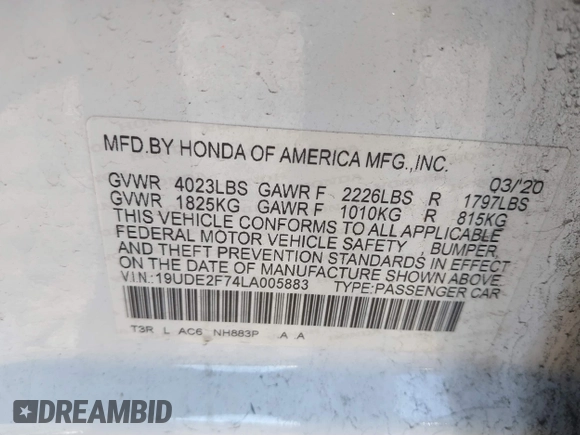 MFD.BY HONDA OF AMERICA MFG.,INC.
03/'20
GVWR 4023LBS GAWR F 2226LBS R 1797LBS
GVWR 1825KG GAWR F 1010KG R 815KG
THIS VEHICLE CONFORMS TO ALL APPLICABLE
FEDERAL MOTOR VEHICLE SAFETY BUMPER,
AND THEFT PREVENTION STANDARDS IN EFFECT
ON THE DATE OF MANUFACTURE SHOWN ABOVE.
VIN:19UDE2F74LA005883 TYPE:PASSENGER CAR
T3R L AC6 NH883P A A
DREAMBID